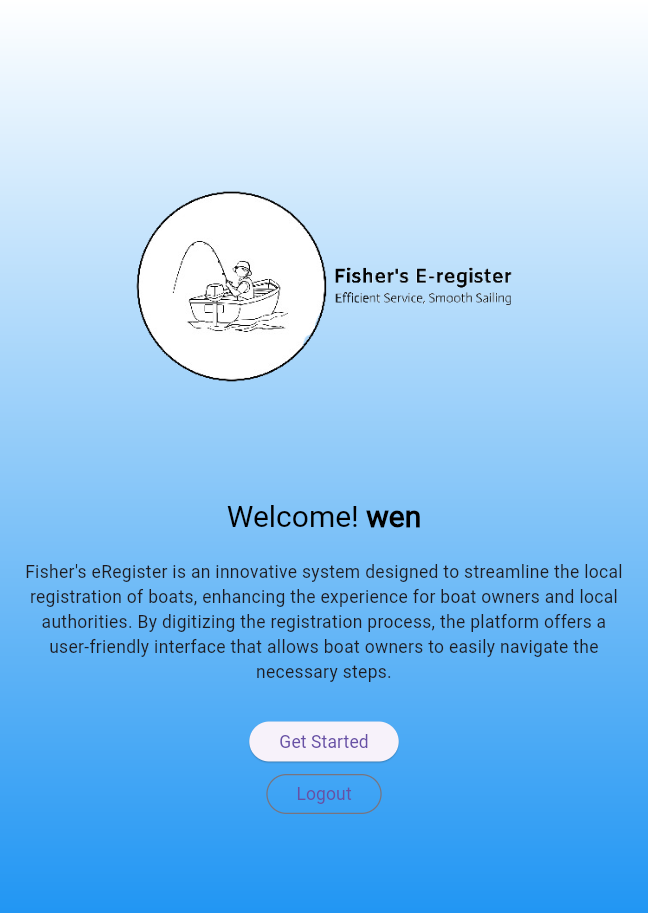 Fisher's E-register
Efficient Service, Smooth Sailing
Welcome! wen
Fisher's eRegister is an innovative system designed to streamline the local
registration of boats, enhancing the experience for boat owners and local
authorities. By digitizing the registration process, the platform offers a
user-friendly interface that allows boat owners to easily navigate the
necessary steps.
Get Started
Logout